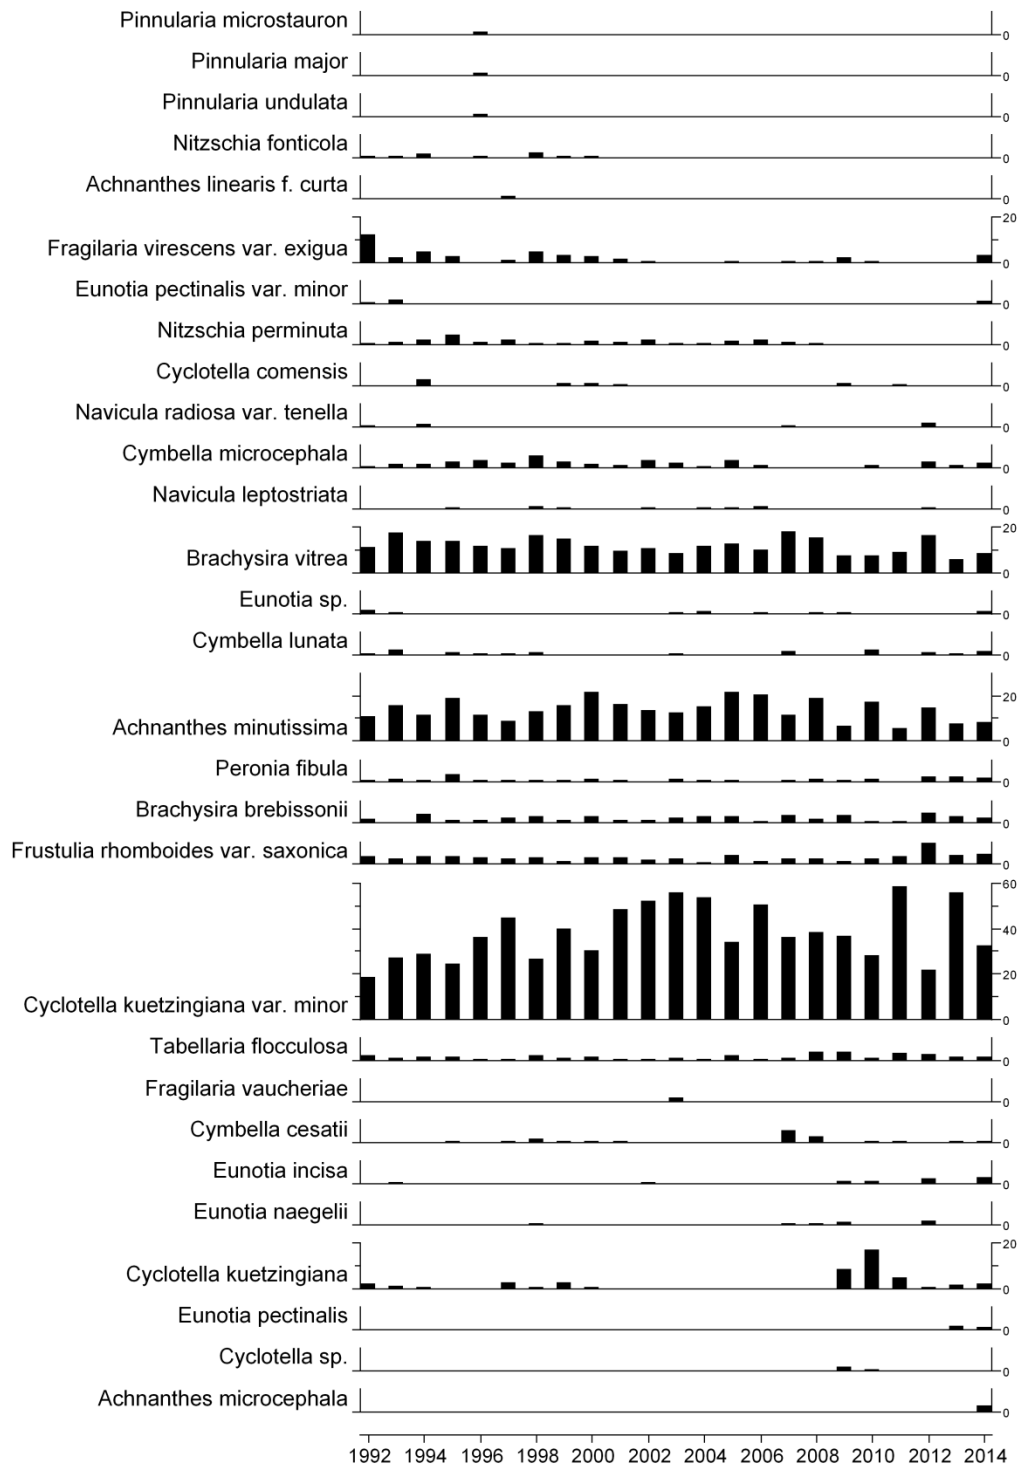 Pinnularia microstauron
0
Pinnularia major
0
Pinnularia undulata
0
Nitzschia fonticola
0
Achnanthes linearis f. curta
0
20
Fragilaria virescens var. exigua
0
Eunotia pectinalis var. minor
0
Nitzschia perminuta
0
Cyclotella comensis
0
Navicula radiosa var. tenella
0
Cymbella microcephala
0
Navicula leptostriata
0
20
Brachysira vitrea
0
Eunotia sp.
0
Cymbella lunata
0
20
Achnanthes minutissima
0
Peronia fibula
0
Brachysira brebissonii
0
Frustulia rhomboides var. saxonica
0
60
40
20
Cyclotella kuetzingiana var. minor
0
Tabellaria flocculosa
0
Fragilaria vaucheriae
0
Cymbella cesatii
0
Eunotia incisa
0
Eunotia naegelii
0
20
Cyclotella kuetzingiana
0
Eunotia pectinalis
0
Cyclotella sp.
0
Achnanthes microcephala
0
1992 1994 1996 1998 2000 2002 2004 2006 2008 2010 2012 2014